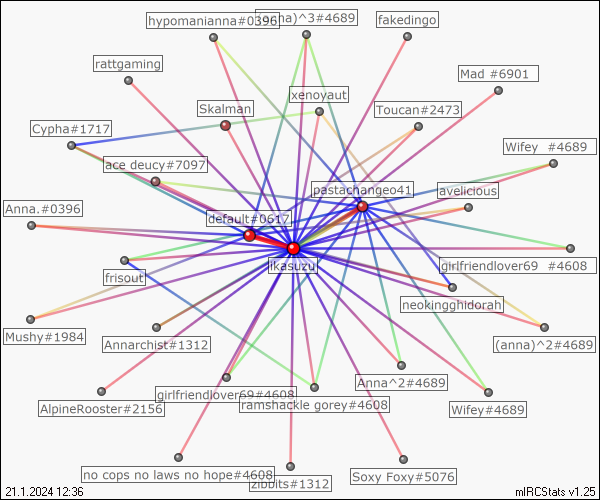 hypomanianna#0396
(anna)^3#4689
fakedingo
rattgaming
Mad #6901
xenoyaut
Skalman
Toucan#2473
Cypha#1717
Wifey #4689
ace deucy#7097
pastachangeo41
avelicious
Anna.#0396
default#0617
ikasuzu
girlfriendlover69 #4608
frisout
neokingghidorah
Mushy#1984
Annarchist#1312
(anna)^2#4689
Anna^2#4689
girlfriendlover69#4608
ramshackle gorey#4608
AlpineRooster#2156
Wifey#4689
no cops no laws no hope#4608
zibbits#1312
Soxy Foxy#5076
21.1.2024 12:36
mIRCStats v1.25